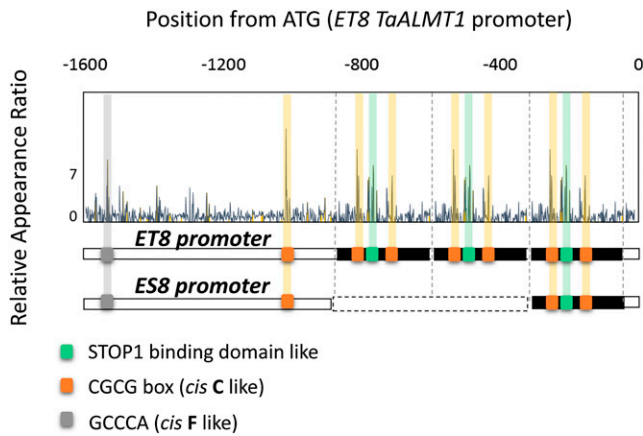 Position from ATG (ET8 TaALMT1 promoter)
-1600 -1200 -800 -400 0
Relative Appearance Ratio
7
0
ET8 promoter
ES8 promoter
STOP1 binding domain like
CGCG box (cis C like)
GCCCA (cis F like)